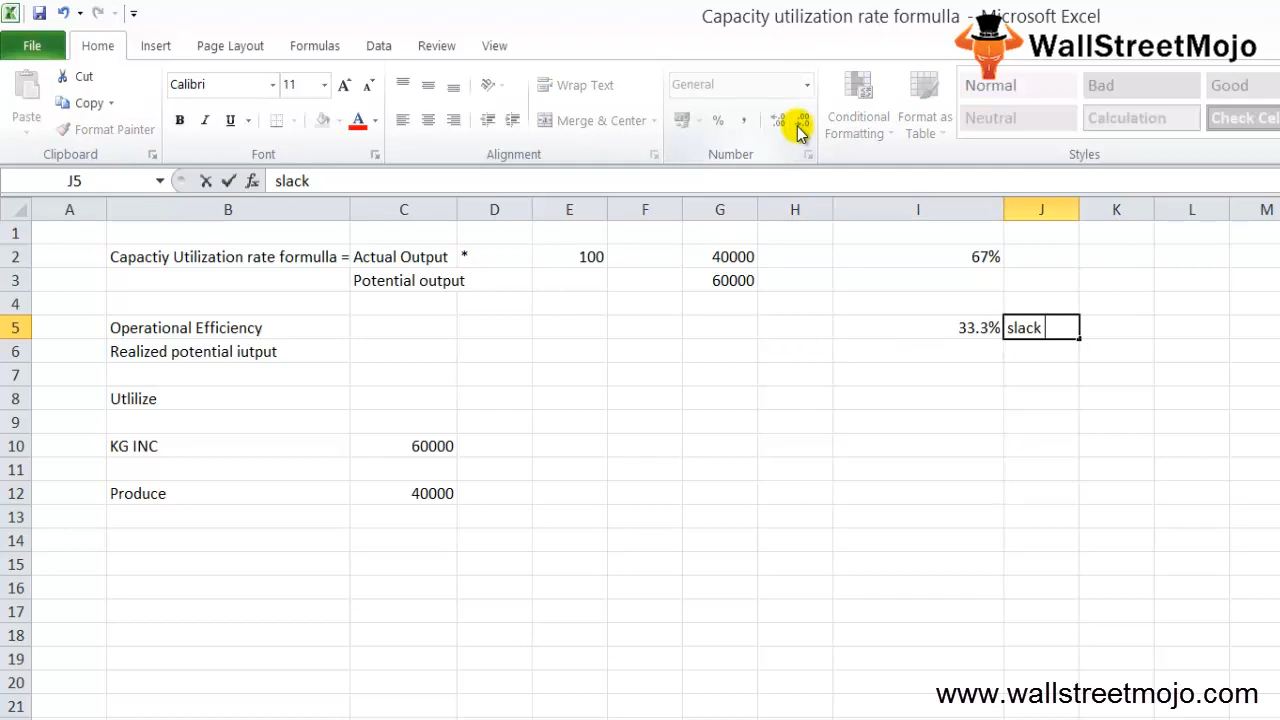 Capacity utilization rate formulla - Microsoft Excel
WallStreetMojo
File Home Insert Page Layout Formulas Data Review View
Paste Cut Copy Format Painter
Calibri 11 B I U A
Wrap Text
Merge & Center
General
% ,
Conditional Formatting
Format as Table
Normal Bad Good
Neutral Calculation Check Cel
Clipboard Font Alignment Number Styles
J5 fx slack
A B C D E F G H I J K L M
1
2 Capactiy Utilization rate formulla = Actual Output * 100 40000 67%
3 Potential output 60000
4
5 Operational Efficiency 33.3% slack
6 Realized potential iutput
7
8 Utlilize
9
10 KG INC 60000
11
12 Produce 40000
13
14
15
16
17
18
19
20
21
www.wallstreetmojo.com